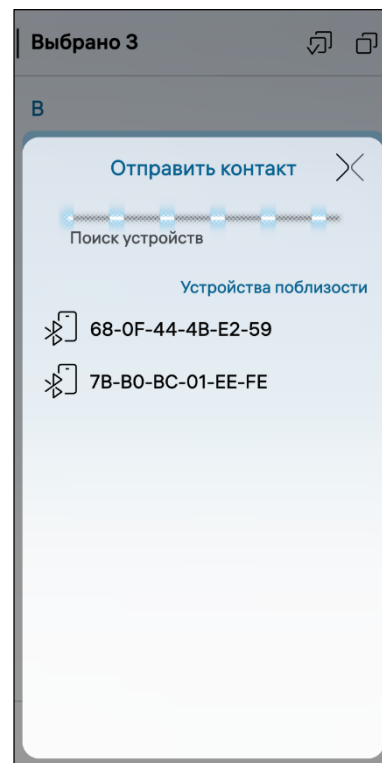 Выбрано 3
В
Отправить контакт
Поиск устройств
Устройства поблизости
68-0F-44-4B-E2-59
7B-B0-BC-01-EE-FE